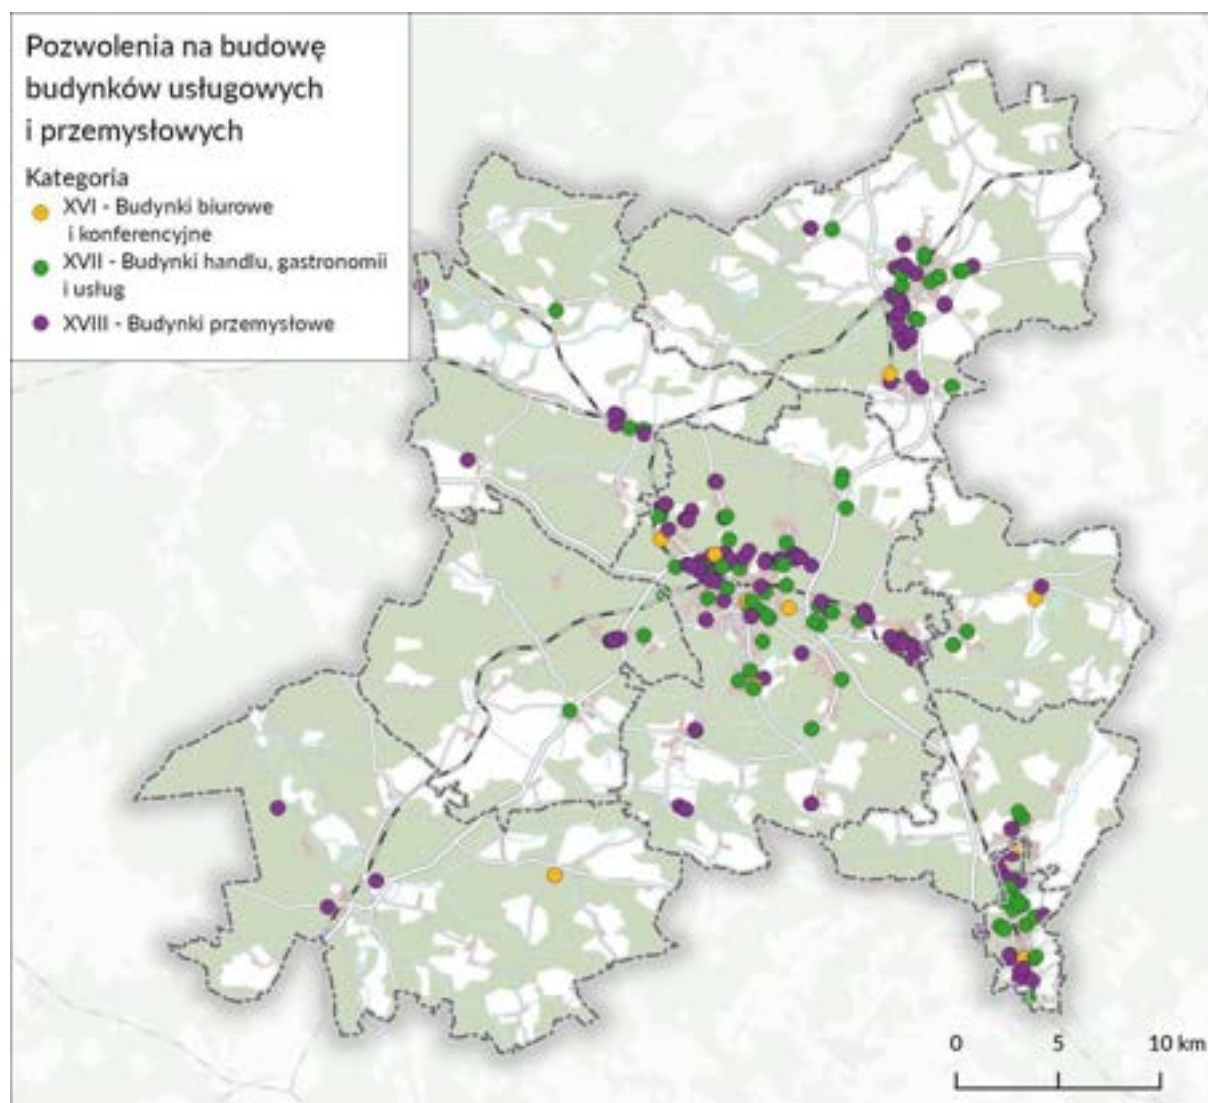 Pozwolenia na budowę
budynków usługowych
i przemysłowych
Kategoria
XVI - Budynki biurowe
i konferencyjne
XVII - Budynki handlu, gastronomii
i usług
XVIII - Budynki przemysłowe
0 5 10 km